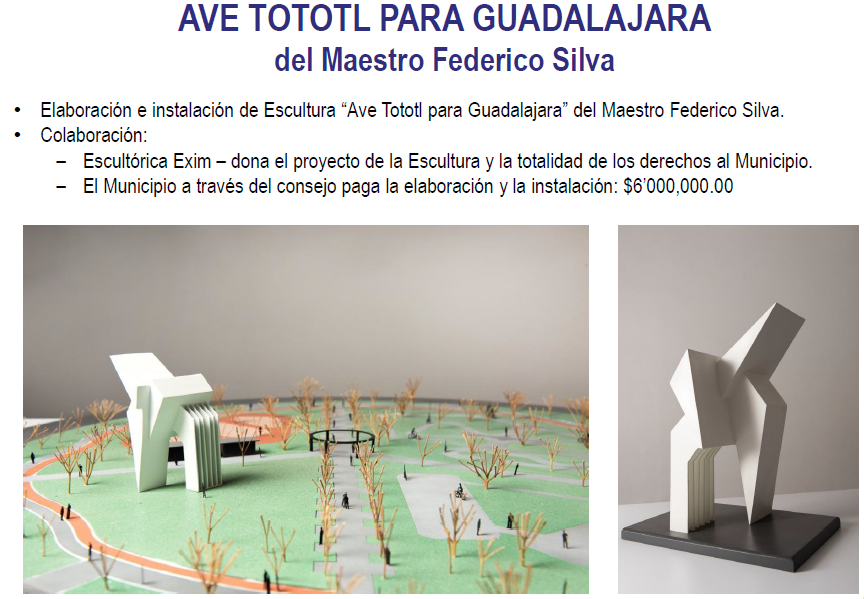 AVE TOTOTL PARA GUADALAJARA
del Maestro Federico Silva
• Elaboración e instalación de Escultura “Ave Tototl para Guadalajara” del Maestro Federico Silva.
• Colaboración:
– Escultórica Exim – dona el proyecto de la Escultura y la totalidad de los derechos al Municipio.
– El Municipio a través del consejo paga la elaboración y la instalación: $6’000,000.00